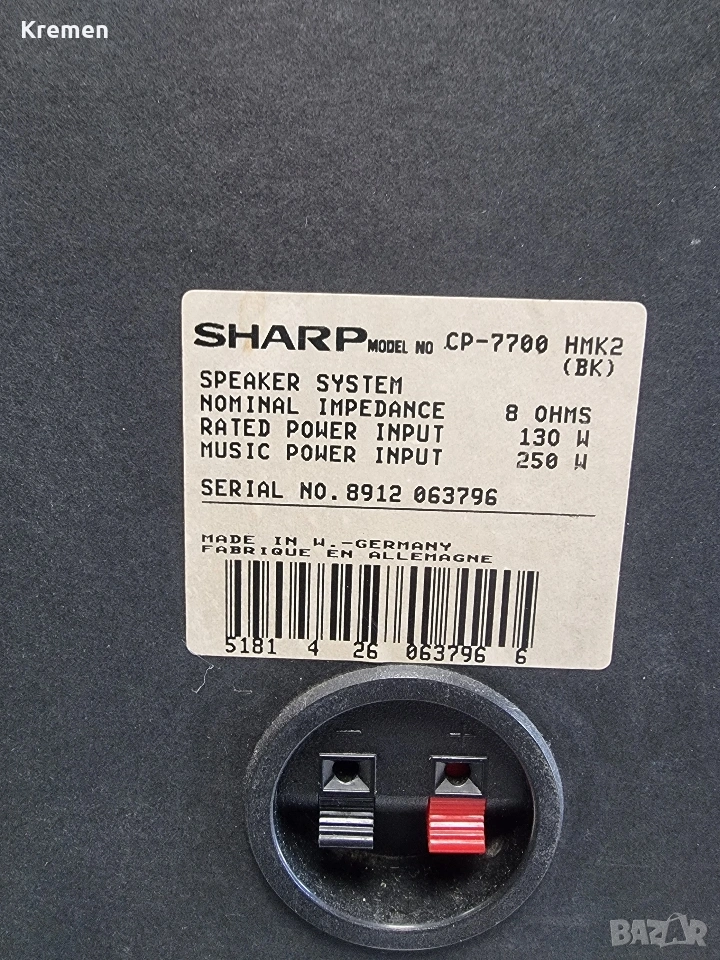 Kremen
SHARP MODEL NO CP-7700 HMK2
(BK)
SPEAKER SYSTEM
NOMINAL IMPEDANCE 8 OHMS
RATED POWER INPUT 130 W
MUSIC POWER INPUT 250 W
SERIAL NO. 8912 063796
MADE IN W.-GERMANY
FABRIQUE EN ALLEMAGNE
5181 4 26 063796 6
− +
BAZAR